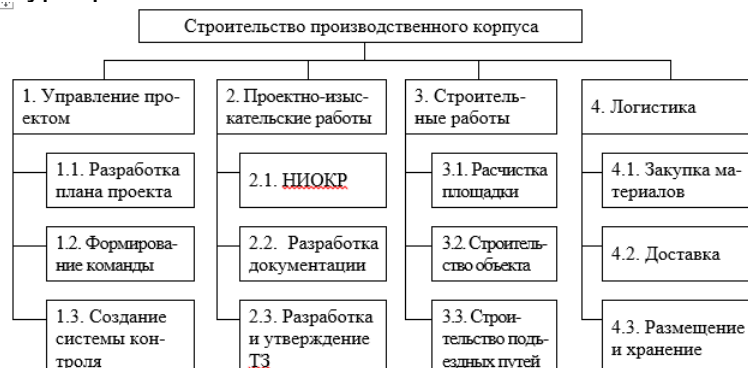 Строительство производственного корпуса
1. Управление про-
ектом
2. Проектно-изыс-
кательские работы
3. Строитель-
ные работы
4. Логистика
1.1. Разработка
плана проекта
2.1. НИОКР
3.1. Расчистка
площадки
4.1. Закупка ма-
териалов
1.2. Формирова-
ние команды
2.2. Разработка
документации
3.2. Строитель-
ство объекта
4.2. Доставка
1.3. Создание
системы кон-
троля
2.3. Разработка
и утверждение
ТЗ
3.3. Строи-
тельство подъ-
ездных путей
4.3. Размещение
и хранение